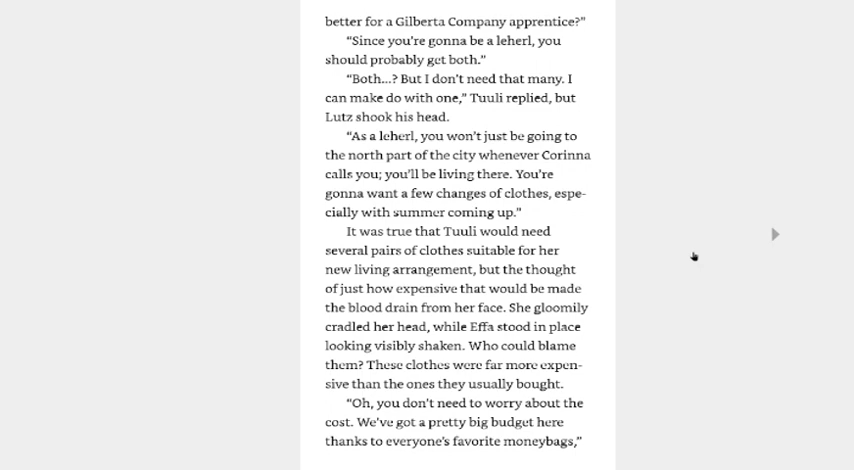 better for a Gilberta Company apprentice?”
“Since you’re gonna be a leherl, you
should probably get both.”
“Both...? But I don’t need that many. I
can make do with one,” Tuuli replied, but
Lutz shook his head.
“As a leherl, you won’t just be going to
the north part of the city whenever Corinna
calls you; you’ll be living there. You’re
gonna want a few changes of clothes, espe-
cially with summer coming up.”
It was true that Tuuli would need
several pairs of clothes suitable for her
new living arrangement, but the thought
of just how expensive that would be made
the blood drain from her face. She gloomily
cradled her head, while Effa stood in place
looking visibly shaken. Who could blame
them? These clothes were far more expen-
sive than the ones they usually bought.
“Oh, you don’t need to worry about the
cost. We’ve got a pretty big budget here
thanks to everyone’s favorite moneybags,”